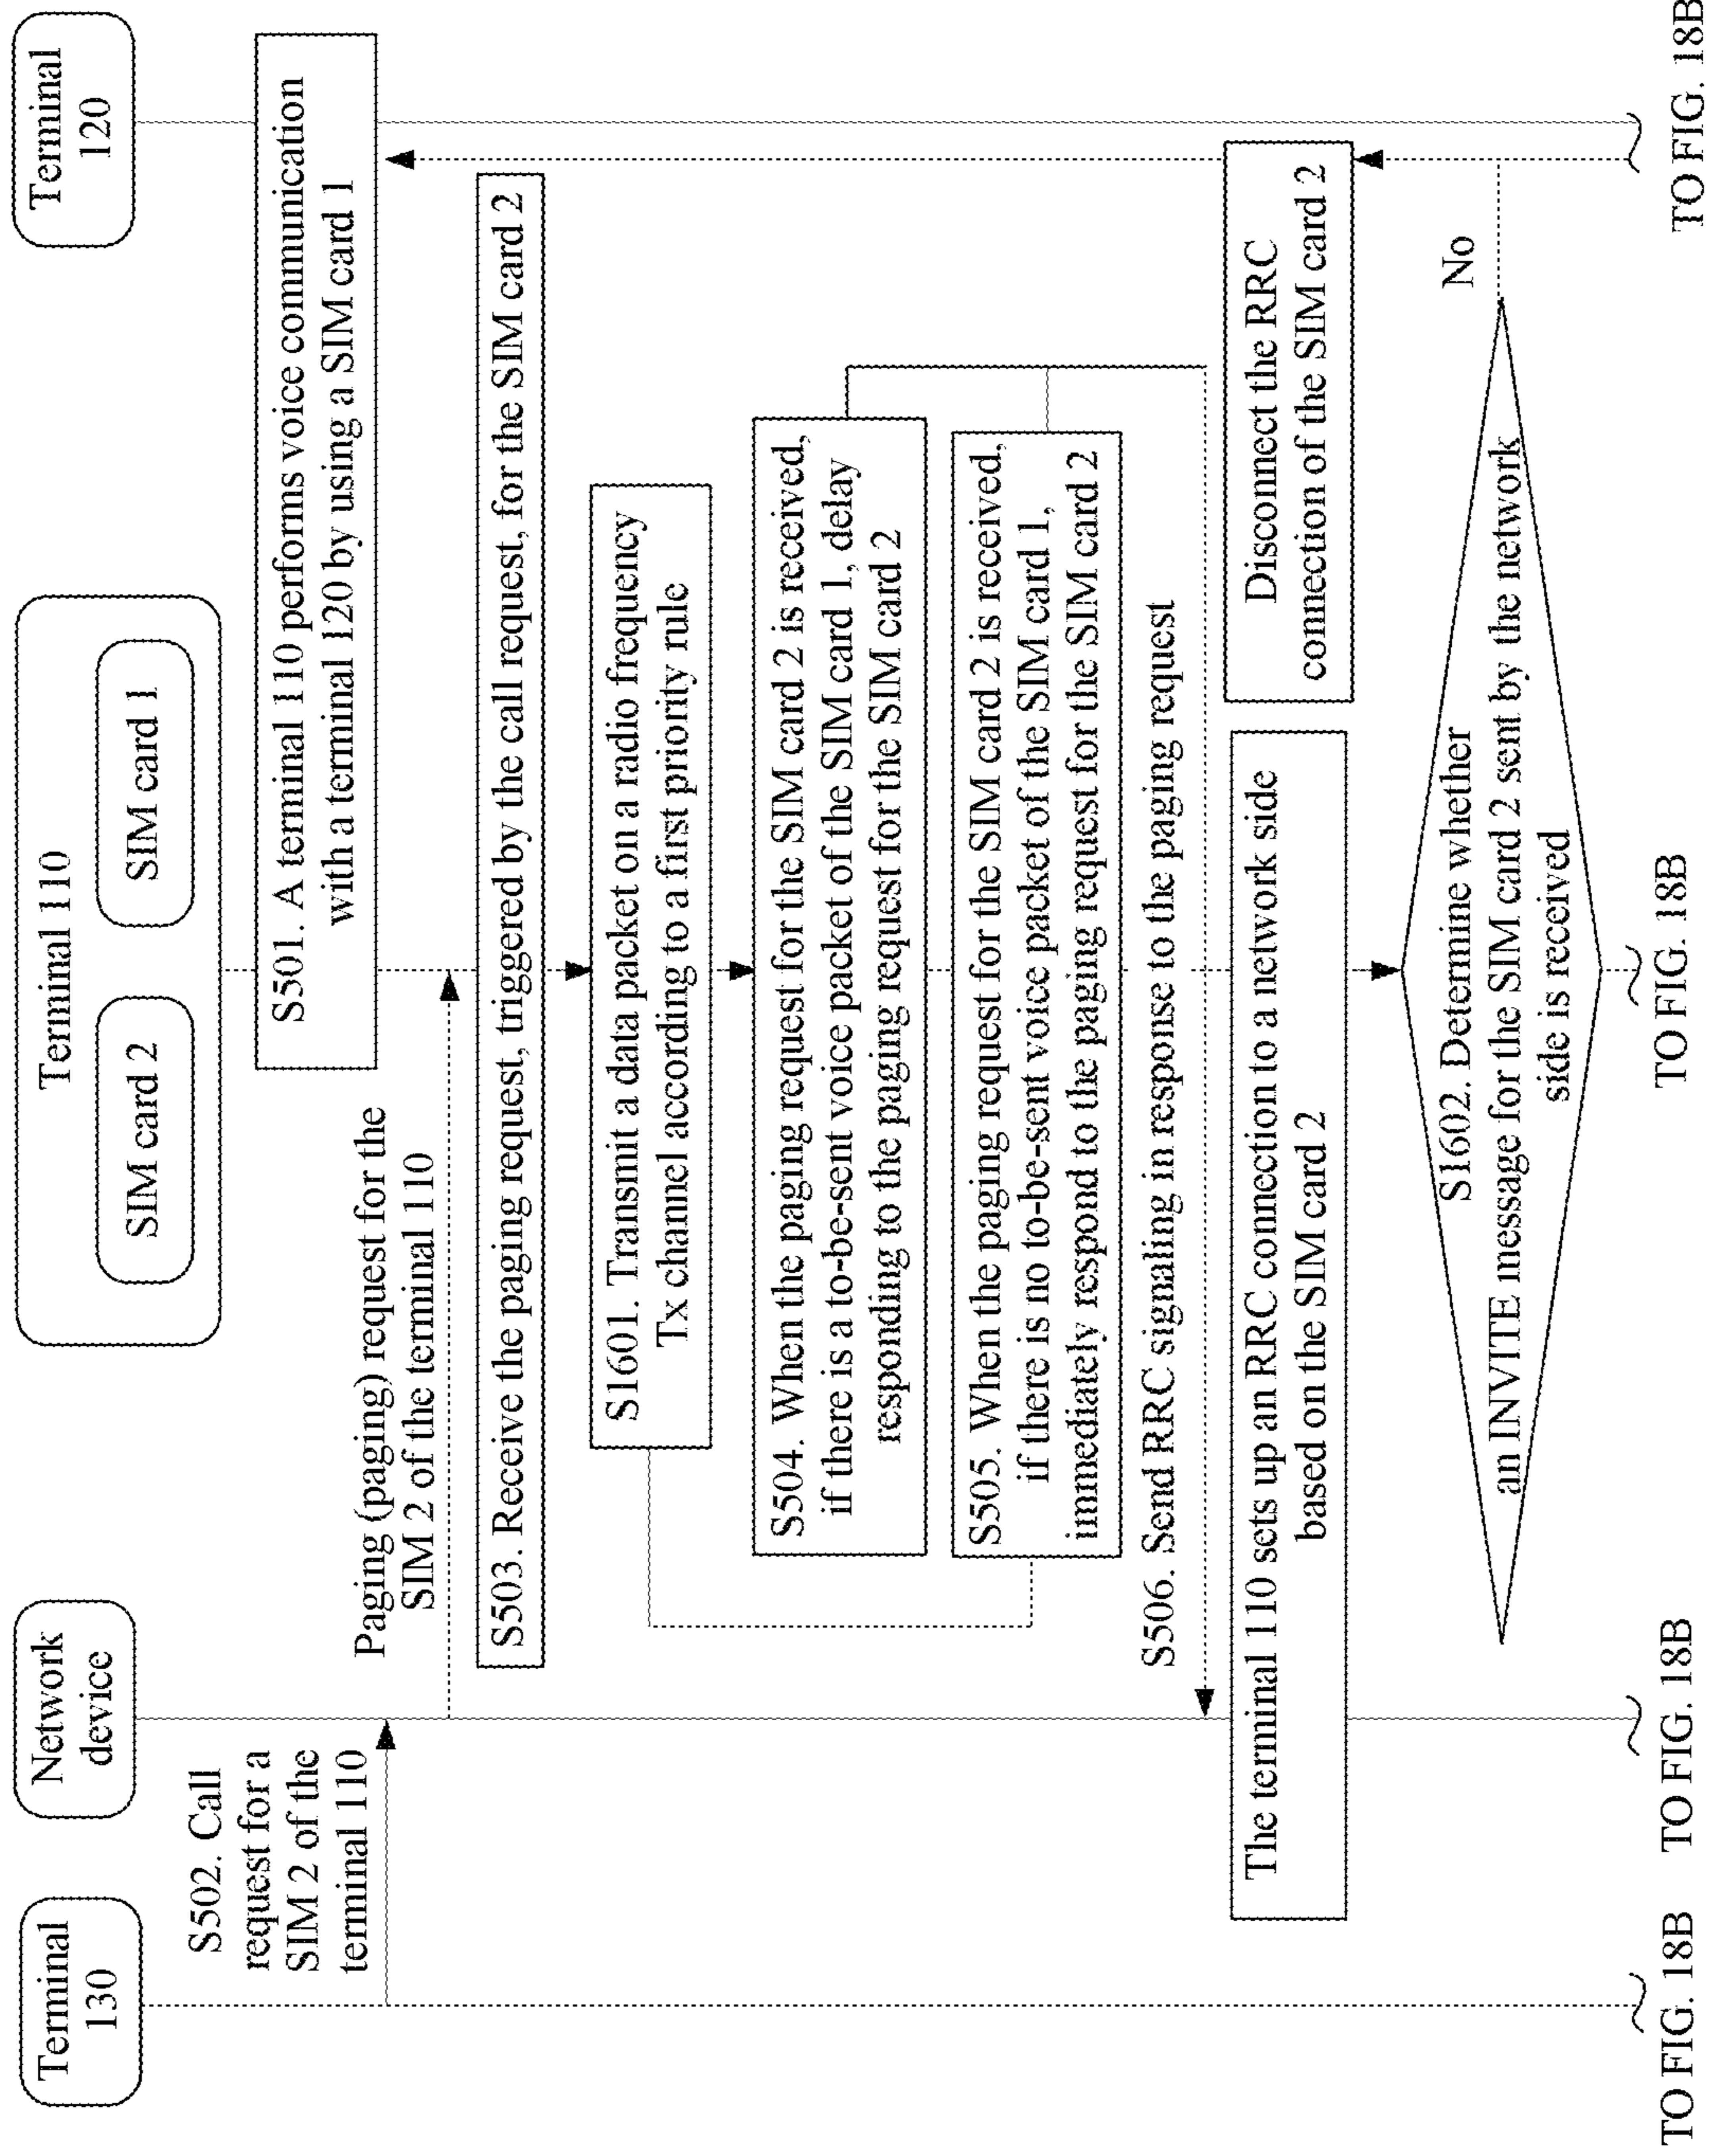 Terminal
130
Network
device
Terminal 110
SIM card 2
SIM card 1
Terminal
120
S501. A terminal 110 performs voice communication
with a terminal 120 by using a SIM card 1
S502. Call
request for a
SIM 2 of the
terminal 110
Paging (paging) request for the
SIM 2 of the terminal 110
S503. Receive the paging request, triggered by the call request, for the SIM card 2
S1601. Transmit a data packet on a radio frequency
Tx channel according to a first priority rule
S504. When the paging request for the SIM card 2 is received,
if there is a to-be-sent voice packet of the SIM card 1, delay
responding to the paging request for the SIM card 2
S505. When the paging request for the SIM card 2 is received,
if there is no to-be-sent voice packet of the SIM card 1,
immediately respond to the paging request for the SIM card 2
S506. Send RRC signaling in response to the paging request
The terminal 110 sets up an RRC connection to a network side
based on the SIM card 2
Disconnect the RRC
connection of the SIM card 2
S1602. Determine whether
an INVITE message for the SIM card 2 sent by the network
side is received
No
TO FIG. 18B
TO FIG. 18B
TO FIG. 18B
TO FIG. 18B